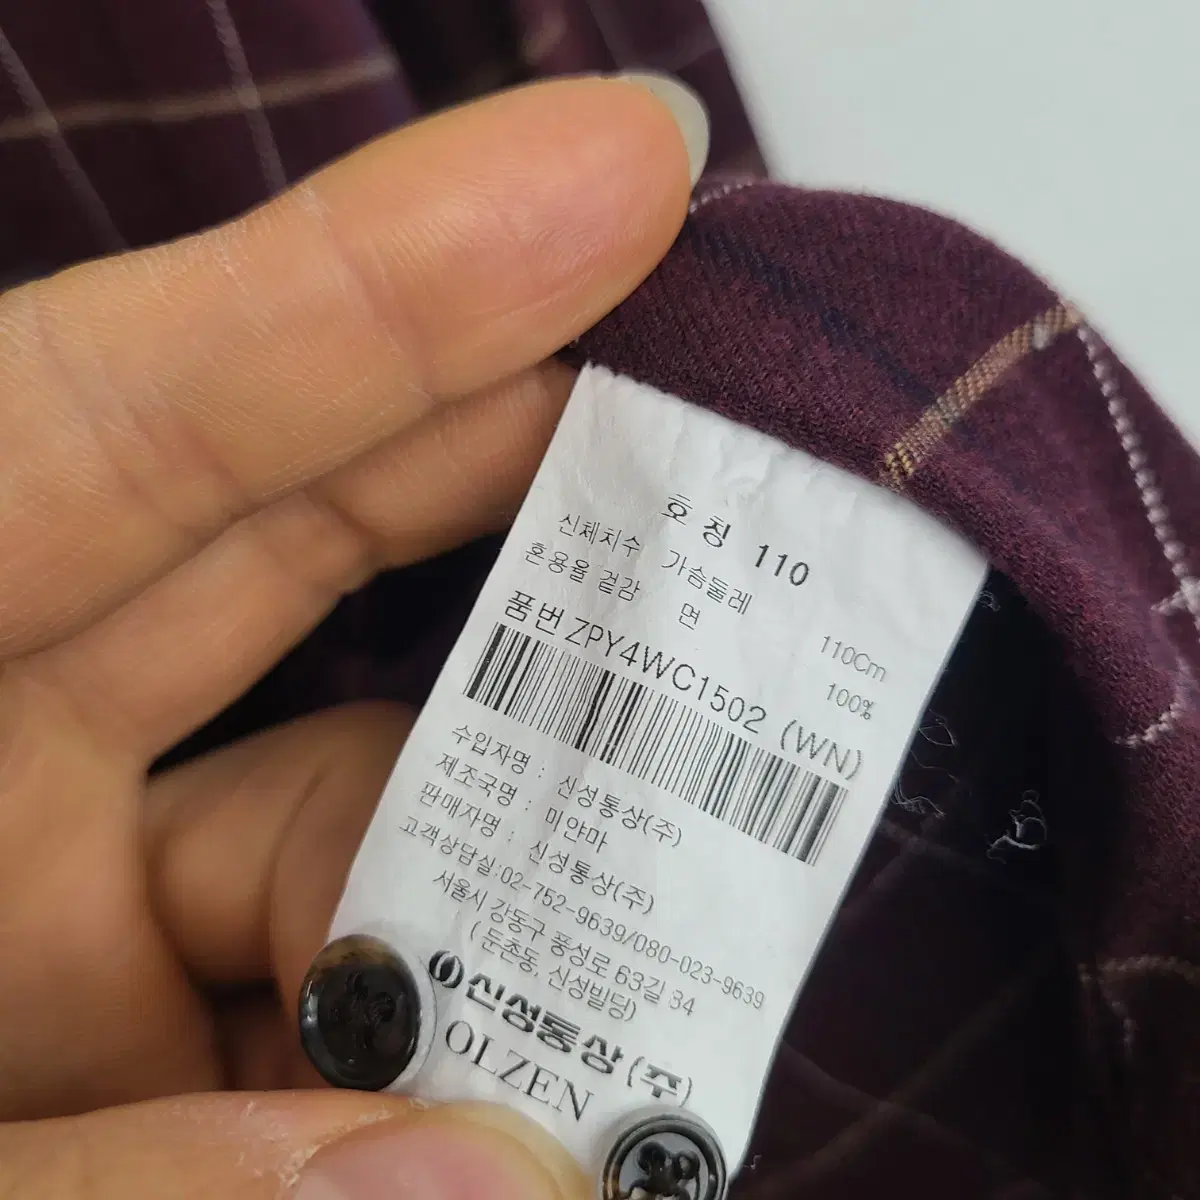 호칭 110
신체치수 가슴둘레 110Cm
혼용율 겉감 면 100%
품번 ZPY4WC1502 (WN)
수입자명 : 신성통상(주)
제조국명 : 미얀마
판매자명 : 신성통상(주)
고객상담실:02-752-9639/080-023-9639
서울시 강동구 풍성로 63길 34
(둔촌동, 신성빌딩)
신성통상(주)
OLZEN